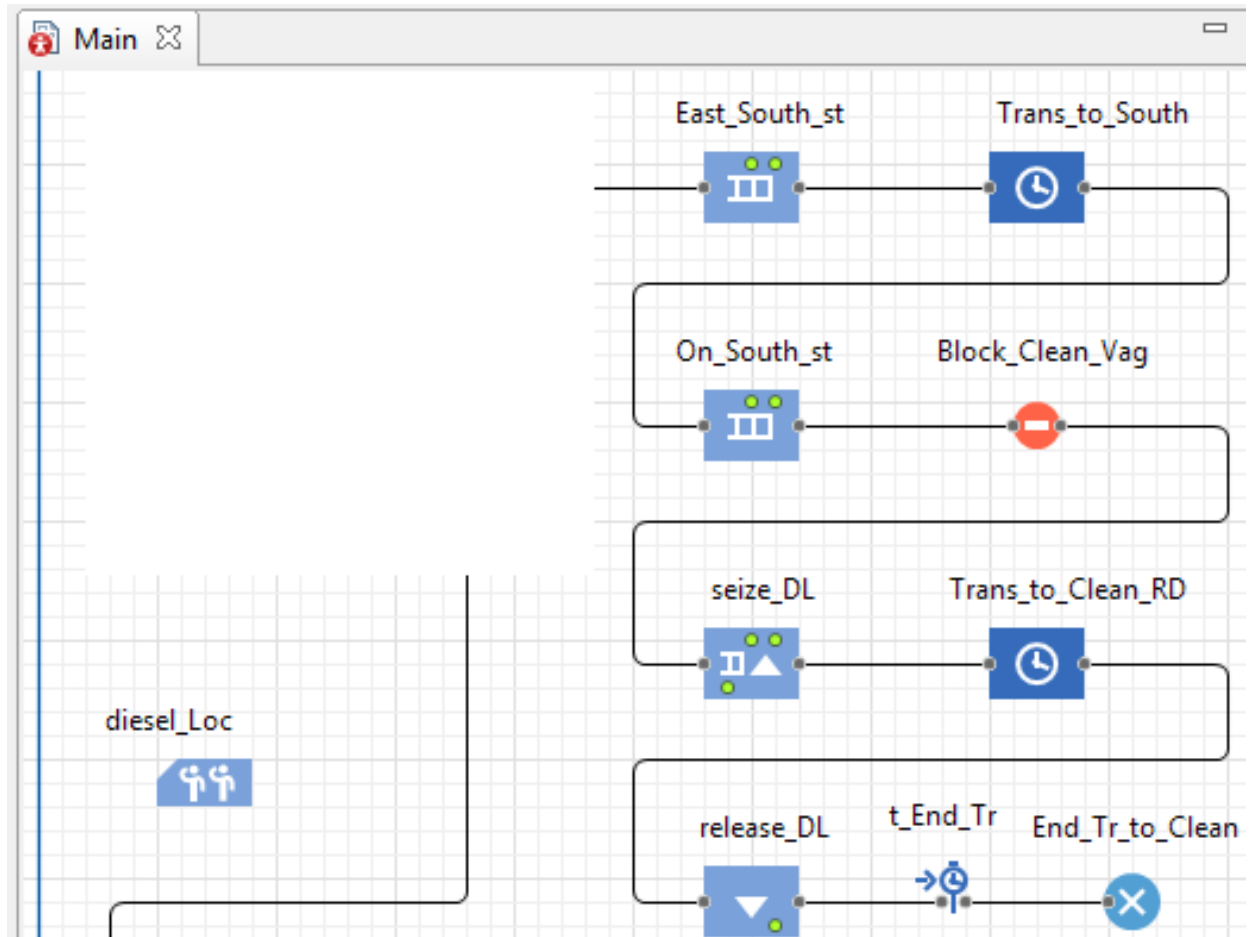 Main
East_South_st
Trans_to_South
On_South_st
Block_Clean_Vag
seize_DL
Trans_to_Clean_RD
diesel_Loc
release_DL
t_End_Tr
End_Tr_to_Clean